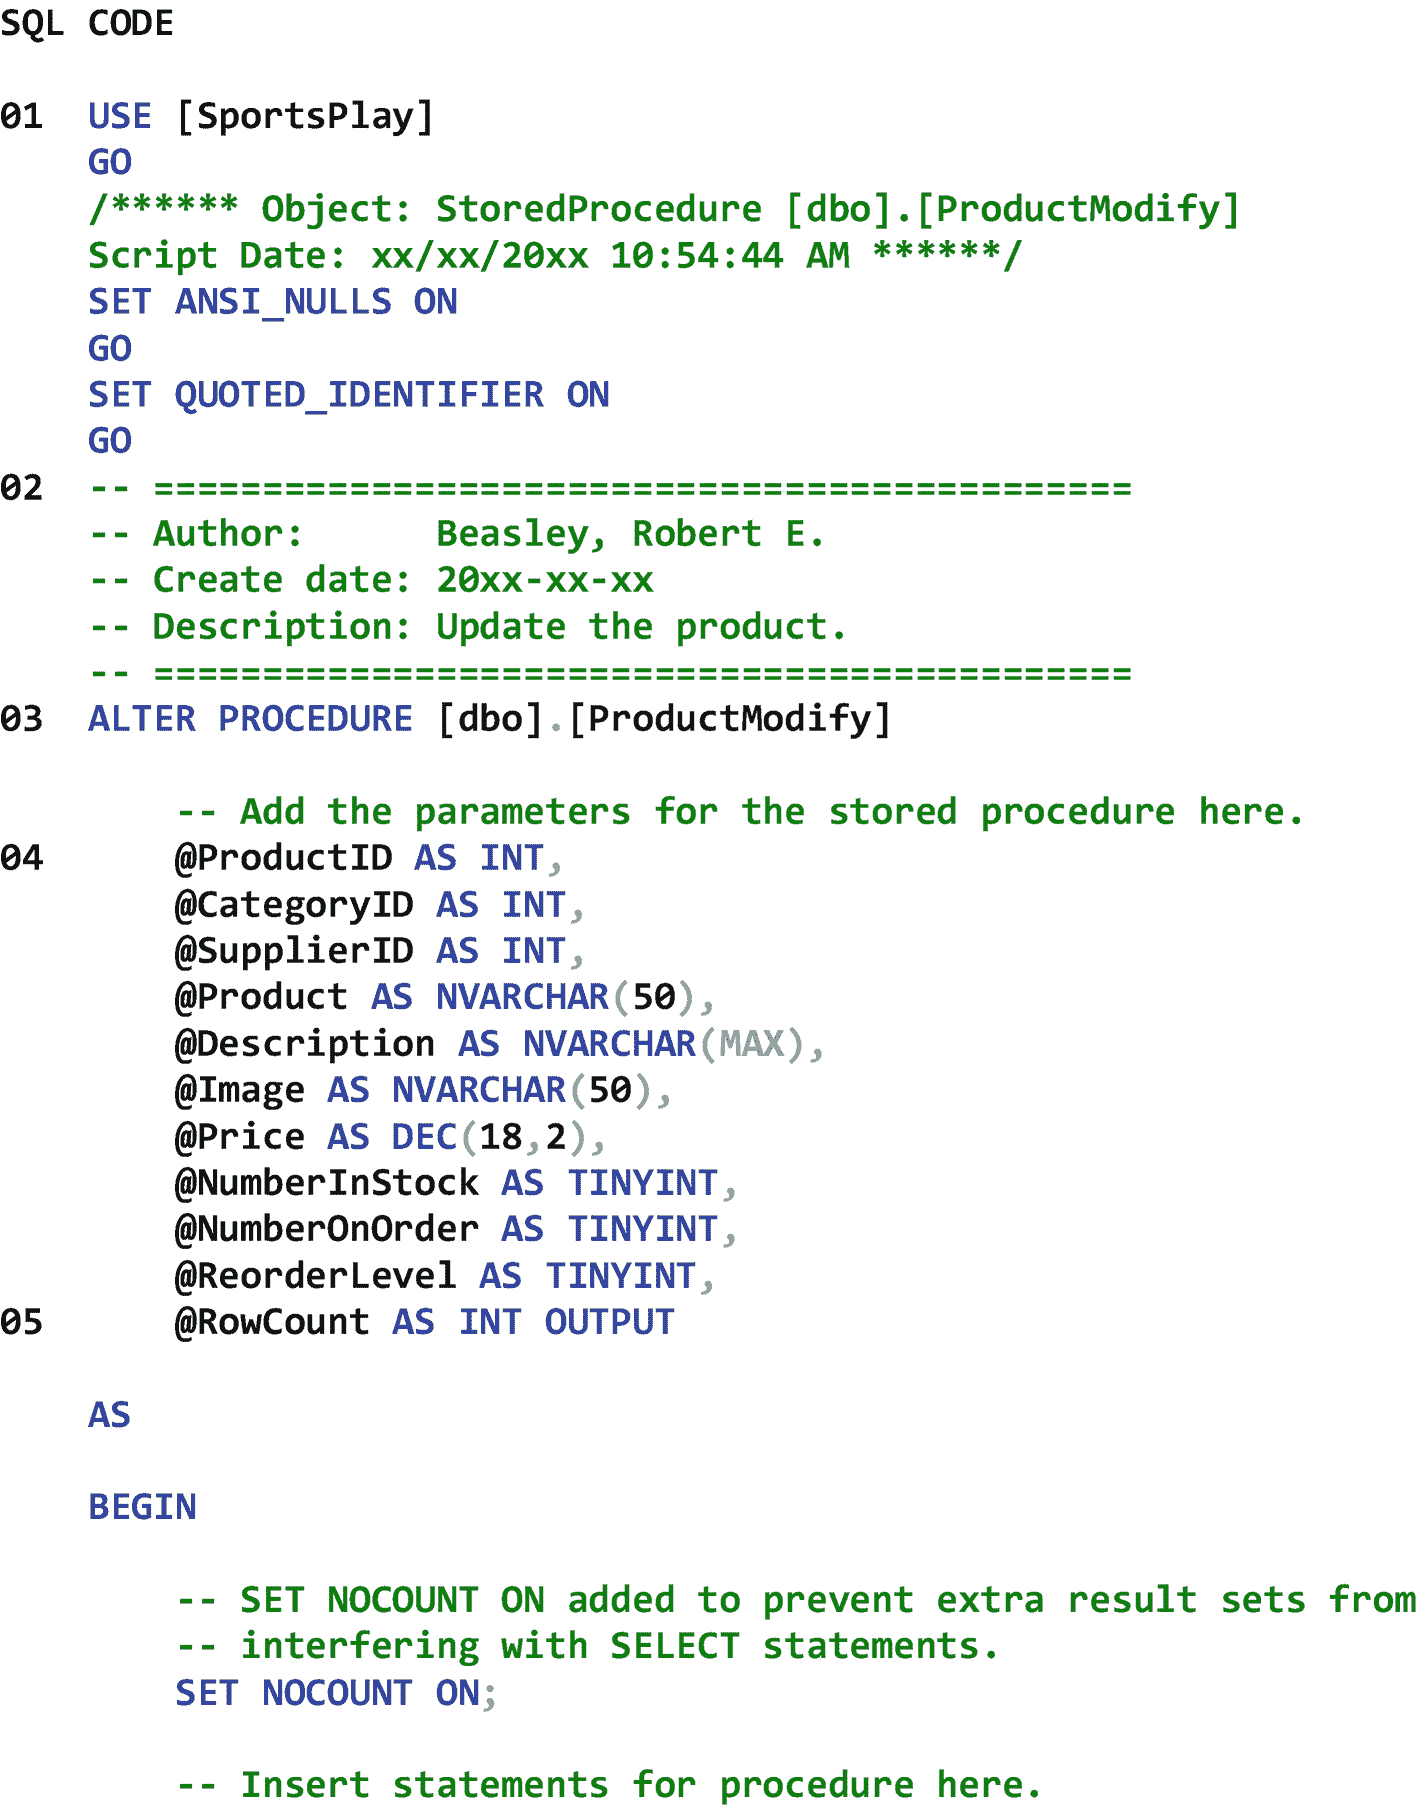 SQL CODE
01 USE [SportsPlay]
GO
/****** Object: StoredProcedure [dbo].[ProductModify]
Script Date: xx/xx/20xx 10:54:44 AM ******/
SET ANSI_NULLS ON
GO
SET QUOTED_IDENTIFIER ON
GO
02 -- =============================================
-- Author:      Beasley, Robert E.
-- Create date: 20xx-xx-xx
-- Description: Update the product.
-- =============================================
03 ALTER PROCEDURE [dbo].[ProductModify]
-- Add the parameters for the stored procedure here.
04 @ProductID AS INT,
@CategoryID AS INT,
@SupplierID AS INT,
@Product AS NVARCHAR(50),
@Description AS NVARCHAR(MAX),
@Image AS NVARCHAR(50),
@Price AS DEC(18,2),
@NumberInStock AS TINYINT,
@NumberOnOrder AS TINYINT,
@ReorderLevel AS TINYINT,
05 @RowCount AS INT OUTPUT
AS
BEGIN
-- SET NOCOUNT ON added to prevent extra result sets from
-- interfering with SELECT statements.
SET NOCOUNT ON;
-- Insert statements for procedure here.